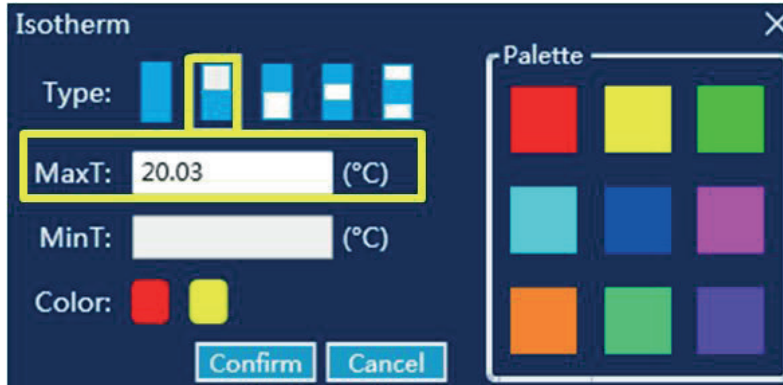 Isotherm
Type:
MaxT: 20.03 (°C)
MinT: (°C)
Color:
Confirm Cancel
Palette